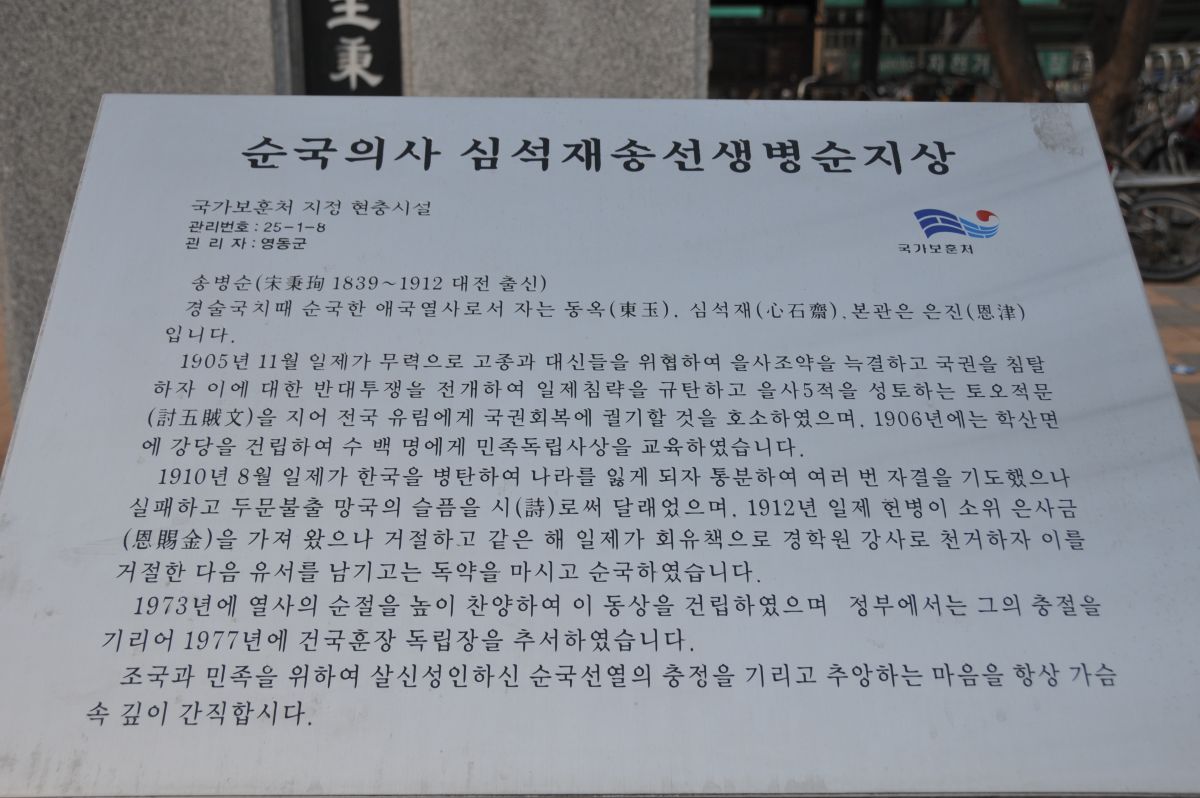 秉
자전거
순국의사 심석재송선생병순지상
국가보훈처 지정 현충시설
관리번호 : 25-1-8
관 리 자 : 영동군
국가보훈처
송병순(宋秉珣 1839~1912 대전 출신)
경술국치때 순국한 애국열사로서 자는 동옥(東玉), 심석재(心石齋), 본관은 은진(恩津)
입니다.
1905년 11월 일제가 무력으로 고종과 대신들을 위협하여 을사조약을 늑결하고 국권을 침탈
하자 이에 대한 반대투쟁을 전개하여 일제침략을 규탄하고 을사5적을 성토하는 토오적문
(討五賊文)을 지어 전국 유림에게 국권회복에 궐기할 것을 호소하였으며, 1906년에는 학산면
에 강당을 건립하여 수 백 명에게 민족독립사상을 교육하였습니다.
1910년 8월 일제가 한국을 병탄하여 나라를 잃게 되자 통분하여 여러 번 자결을 기도했으나
실패하고 두문불출 망국의 슬픔을 시(詩)로써 달래었으며, 1912년 일제 헌병이 소위 은사금
(恩賜金)을 가져 왔으나 거절하고 같은 해 일제가 회유책으로 경학원 강사로 천거하자 이를
거절한 다음 유서를 남기고는 독약을 마시고 순국하였습니다.
1973년에 열사의 순절을 높이 찬양하여 이 동상을 건립하였으며 정부에서는 그의 충절을
기리어 1977년에 건국훈장 독립장을 추서하였습니다.
조국과 민족을 위하여 살신성인하신 순국선열의 충정을 기리고 추앙하는 마음을 항상 가슴
속 깊이 간직합시다.